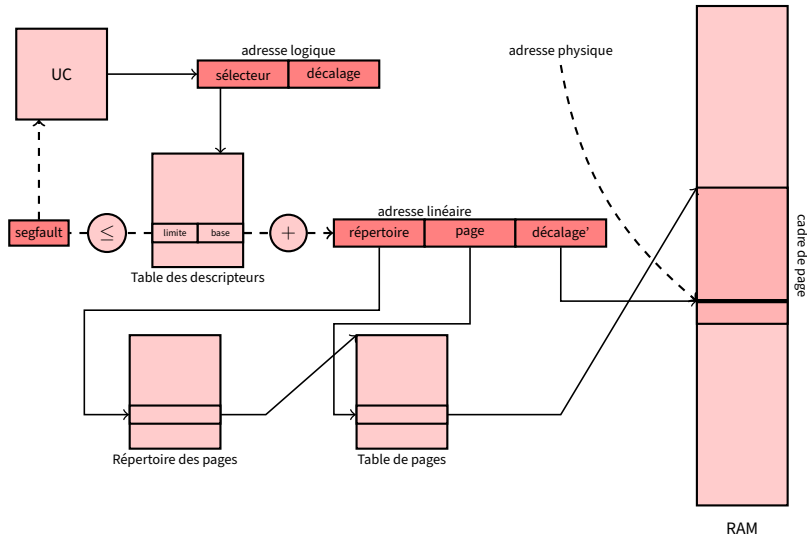 UC
adresse logique
sélecteur
décalage
adresse physique
segfault
≤
limite
base
+
Table des descripteurs
adresse linéaire
répertoire
page
décalage’
cadre de page
Répertoire des pages
Table de pages
RAM